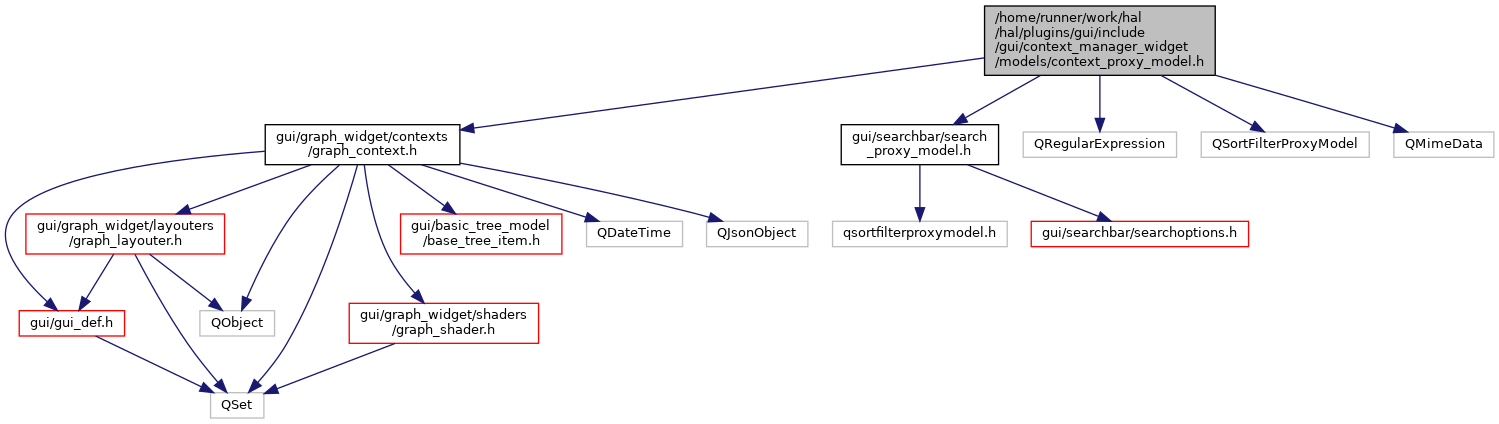 /home/runner/work/hal
/hal/plugins/gui/include
/gui/context_manager_widget
/models/context_proxy_model.h
gui/graph_widget/contexts
/graph_context.h
gui/searchbar/search
_proxy_model.h
QRegularExpression
QSortFilterProxyModel
QMimeData
gui/graph_widget/layouters
/graph_layouter.h
gui/basic_tree_model
/base_tree_item.h
QDateTime
QJsonObject
qsortfilterproxymodel.h
gui/searchbar/searchoptions.h
gui/gui_def.h
QObject
gui/graph_widget/shaders
/graph_shader.h
QSet